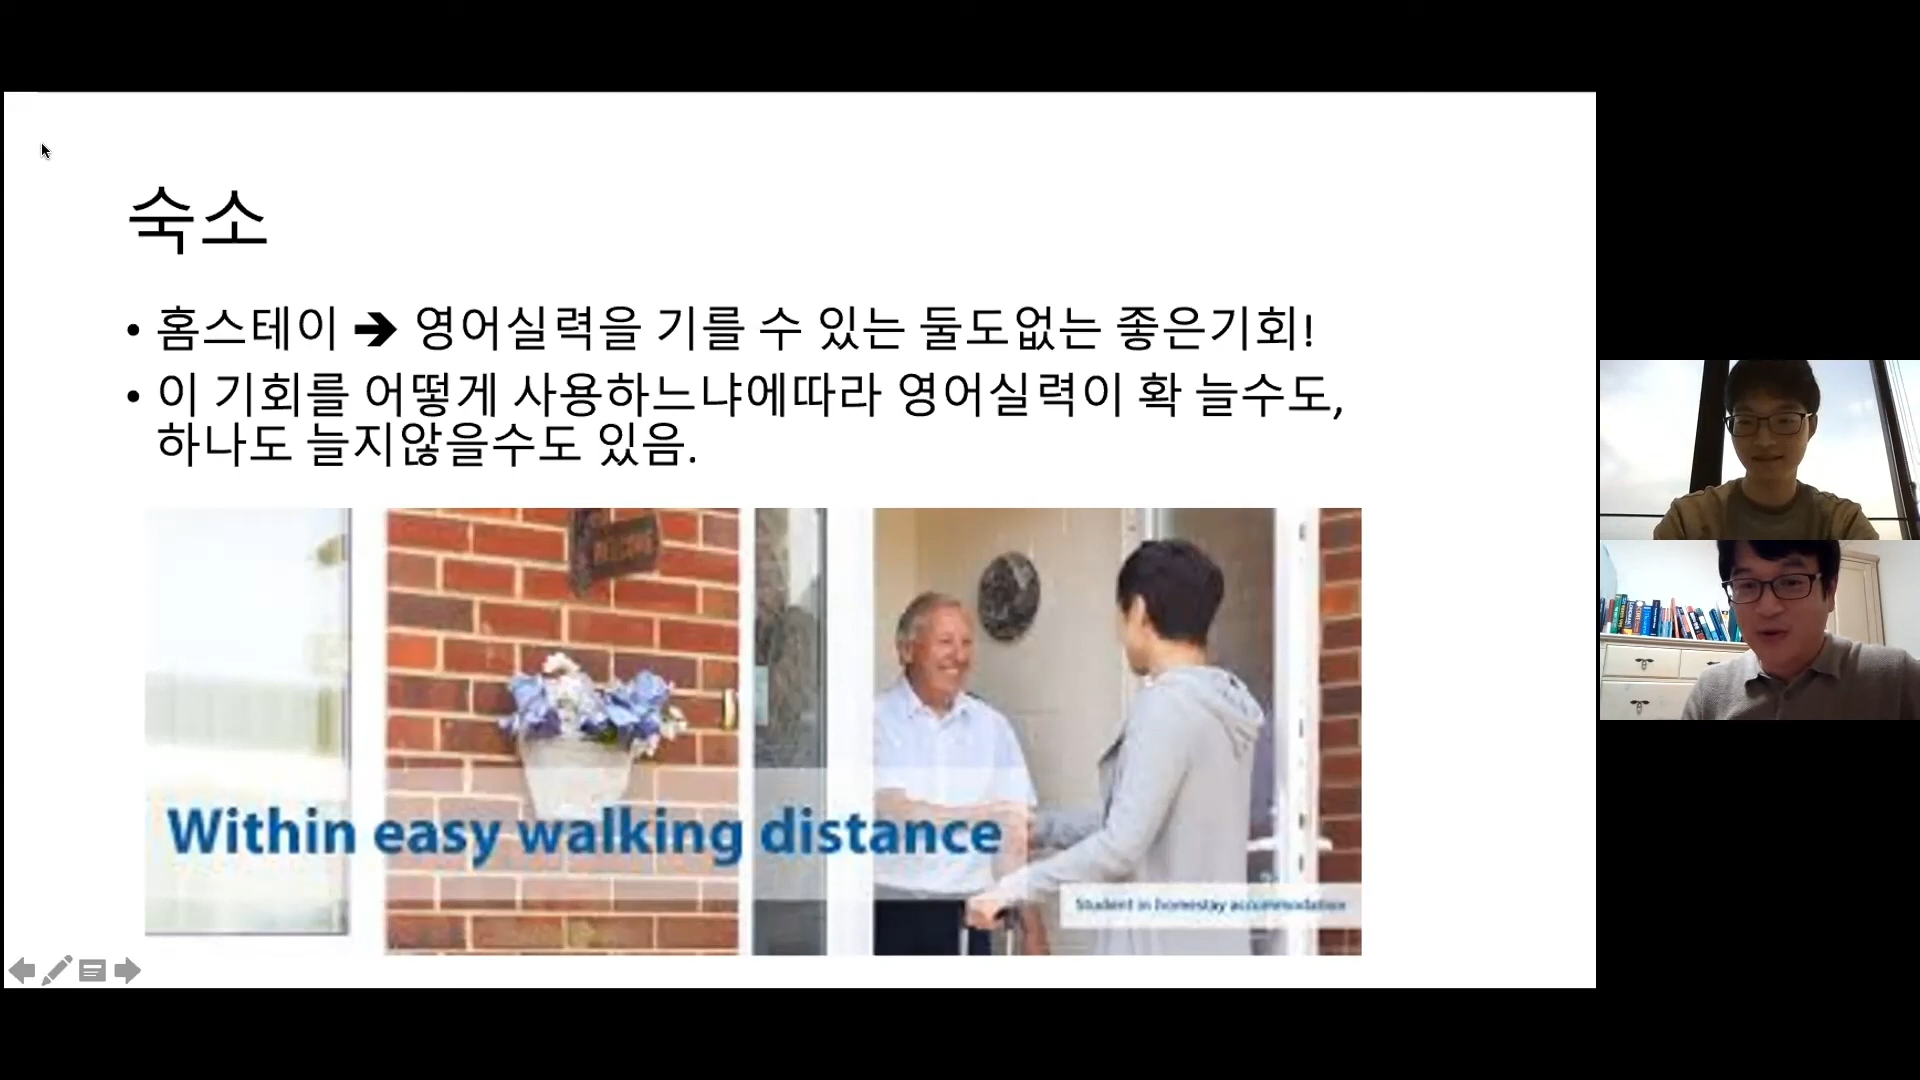 숙소
• 홈스테이 ➔ 영어실력을 기를 수 있는 둘도없는 좋은기회!
• 이 기회를 어떻게 사용하느냐에따라 영어실력이 확 늘수도,
하나도 늘지않을수도 있음.
WELCOME
Within easy walking distance
Student in homestay accommodation